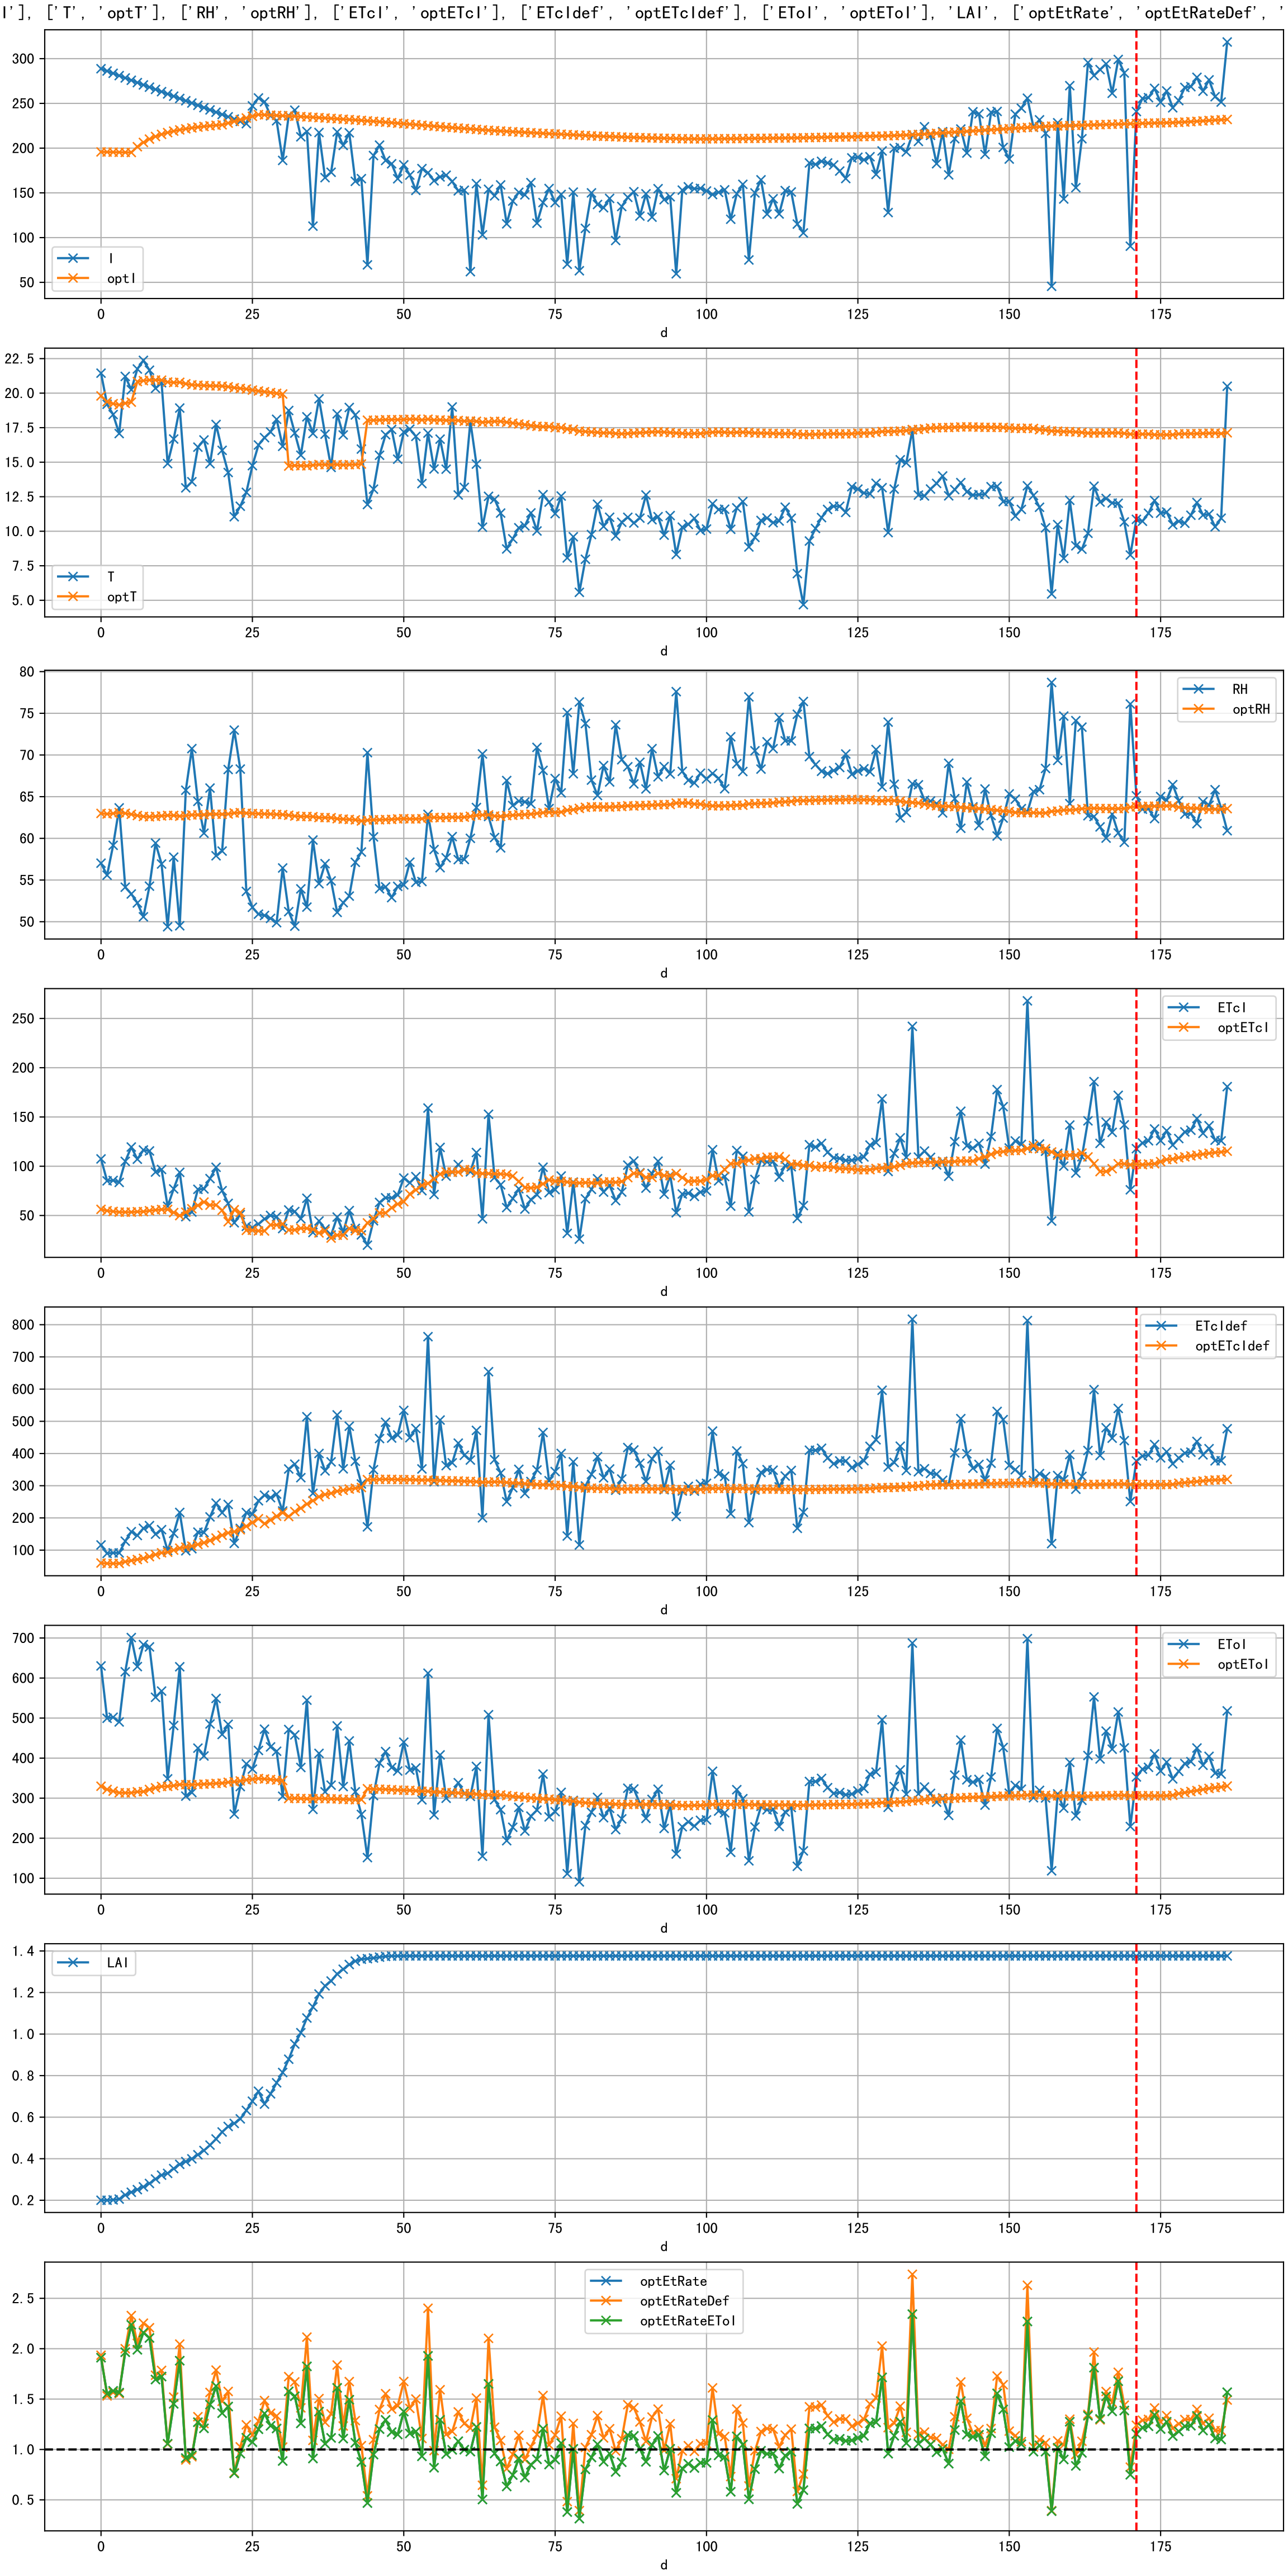 I'], ['T', 'optT'], ['RH', 'optRH'], ['ETcI', 'optETcI'], ['ETcIdef', 'optETcIdef'], ['EToI', 'optEToI'], 'LAI', ['optEtRate', 'optEtRateDef', '
300
250
200
150
100
50
I
optI
0 25 50 75 100 125 150 175
d
22.5
20.0
17.5
15.0
12.5
10.0
7.5
5.0
T
optT
0 25 50 75 100 125 150 175
d
80
75
70
65
60
55
50
RH
optRH
0 25 50 75 100 125 150 175
d
250
200
150
100
50
ETcI
optETcI
0 25 50 75 100 125 150 175
d
800
700
600
500
400
300
200
100
ETcIdef
optETcIdef
0 25 50 75 100 125 150 175
d
700
600
500
400
300
200
100
EToI
optEToI
0 25 50 75 100 125 150 175
d
1.4
1.2
1.0
0.8
0.6
0.4
0.2
LAI
0 25 50 75 100 125 150 175
d
2.5
2.0
1.5
1.0
0.5
optEtRate
optEtRateDef
optEtRateEToI
0 25 50 75 100 125 150 175
d